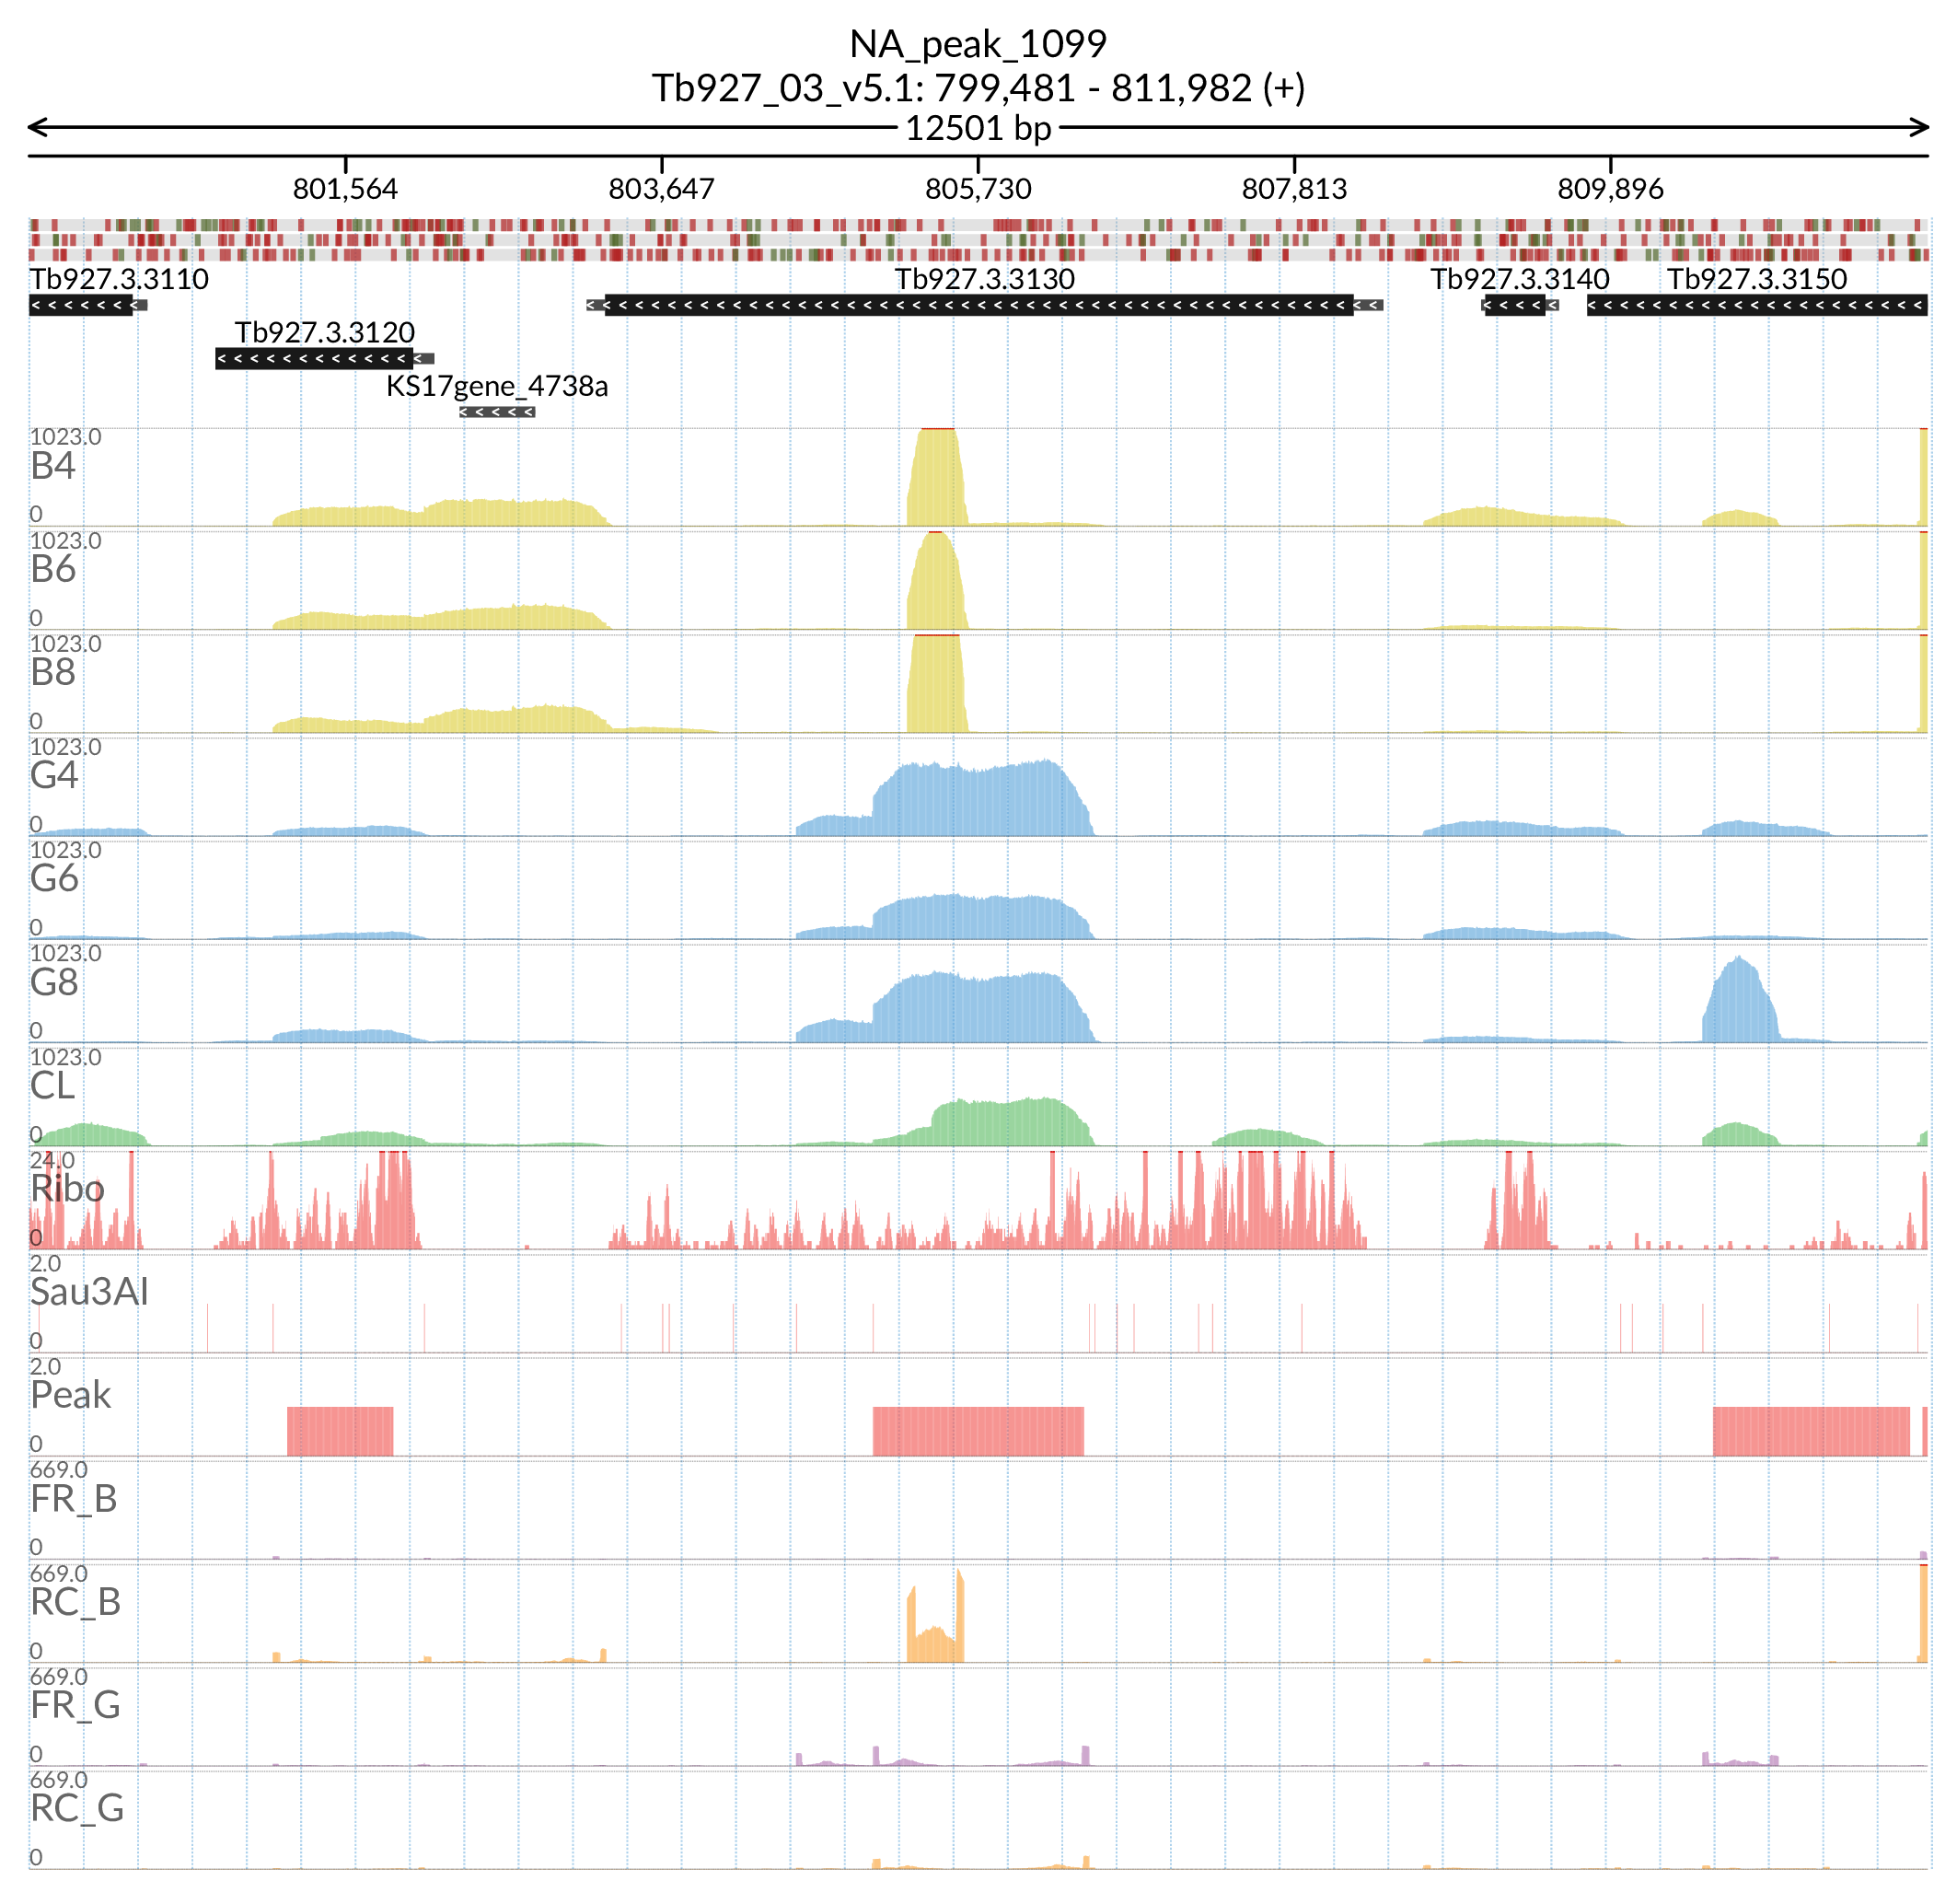 NA_peak_1099
Tb927_03_v5.1: 799,481 - 811,982 (+)
12501 bp
801,564 803,647 805,730 807,813 809,896
Tb927.3.3110 Tb927.3.3130 Tb927.3.3140 Tb927.3.3150
Tb927.3.3120
KS17gene_4738a
1023.0
B4
0
1023.0
B6
0
1023.0
B8
0
1023.0
G4
0
1023.0
G6
0
1023.0
G8
0
1023.0
CL
0
24.0
Ribo
0
2.0
Sau3AI
0
2.0
Peak
0
669.0
FR_B
0
669.0
RC_B
0
669.0
FR_G
0
669.0
RC_G
0